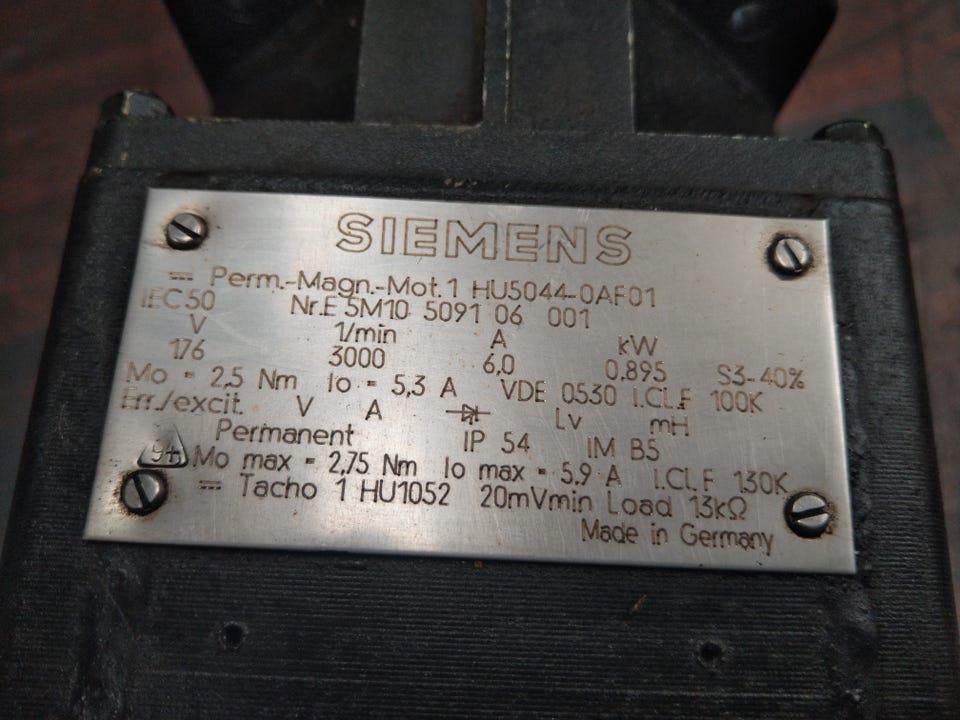 SIEMENS
⎓ Perm.-Magn.-Mot. 1 HU5044-0AF01
IEC50 Nr.E 5M10 5091 06 001
V 1/min A kW
176 3000 6,0 0,895 S3-40%
Mo = 2,5 Nm Io = 5,3 A VDE 0530 I.Cl.F 100K
Err./excit. V A Lv mH
Permanent IP 54 IM B5
9+ Mo max = 2,75 Nm Io max = 5.9 A I.Cl.F 130K
⎓ Tacho 1 HU1052 20mVmin Load 13kΩ
Made in Germany